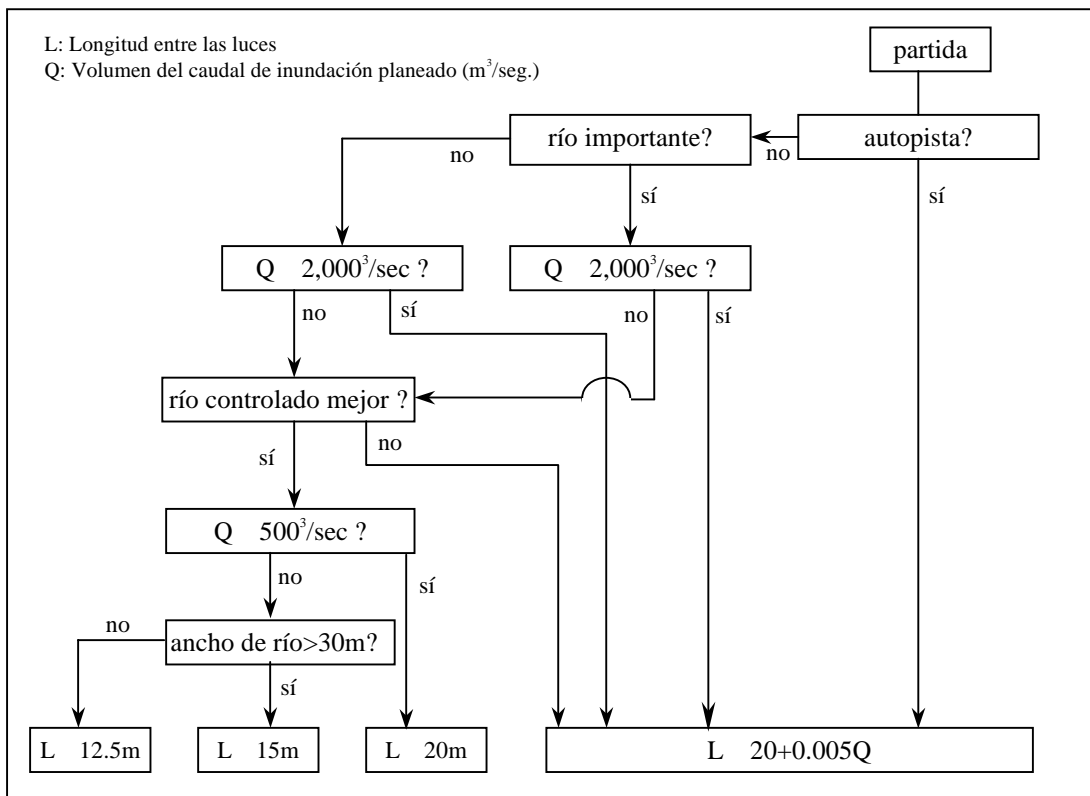 L: Longitud entre las luces
Q: Volumen del caudal de inundación planeado (m³/seg.)
partida
autopista?
no
río importante?
no
sí
sí
Q 2,000³/sec ?
Q 2,000³/sec ?
no
sí
no
sí
río controlado mejor ?
sí
no
Q 500³/sec ?
no
sí
ancho de río>30m?
no
sí
L 12.5m
L 15m
L 20m
L 20+0.005Q